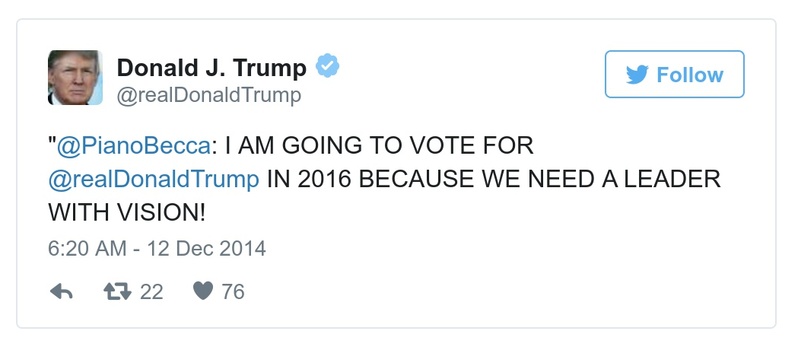 Donald J. Trump
@realDonaldTrump
Follow
"@PianoBecca: I AM GOING TO VOTE FOR
@realDonaldTrump IN 2016 BECAUSE WE NEED A LEADER
WITH VISION!
6:20 AM - 12 Dec 2014
22 76